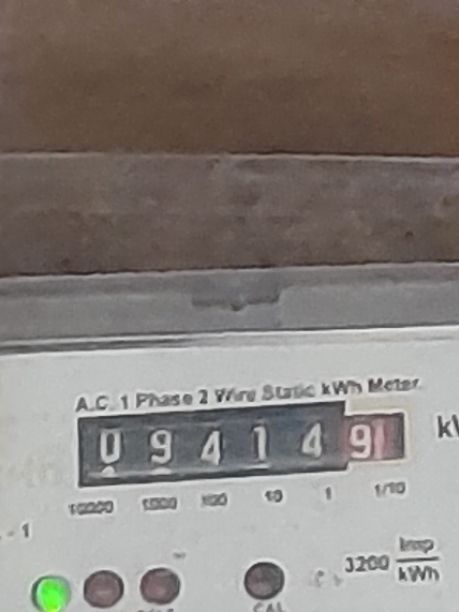 A.C. 1 Phase 2 Wire Static kWh Meter
0 9 4 1 4 9
10000 1000 100 10 1 1/10
- 1
3200 Imp/kWh
CAL